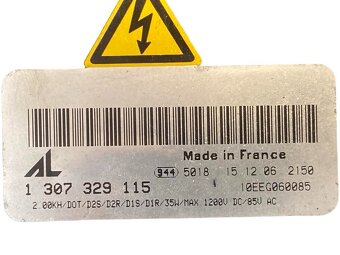 Made in France
AL
944 5018 15 12 06 2150
1 307 329 115
10EEG060085
2.00KH/DOT/D2S/D2R/D1S/D1R/35W/MAX 1200V DC/85V AC